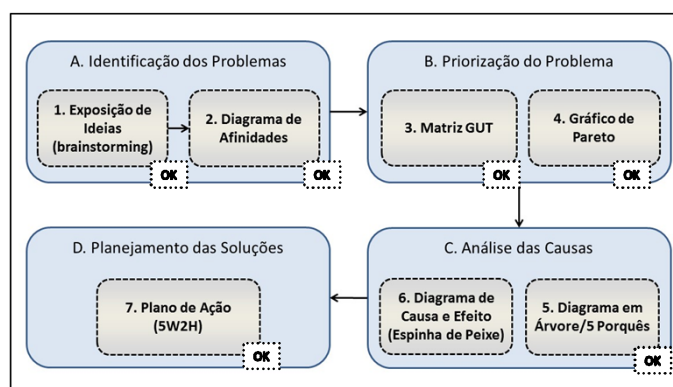 A. Identificação dos Problemas
1. Exposição de
Ideias
(brainstorming)
OK
2. Diagrama de
Afinidades
OK
B. Priorização do Problema
3. Matriz GUT
OK
4. Gráfico de
Pareto
OK
D. Planejamento das Soluções
7. Plano de Ação
(5W2H)
OK
C. Análise das Causas
6. Diagrama de
Causa e Efeito
(Espinha de Peixe)
5. Diagrama em
Árvore/5 Porquês
OK